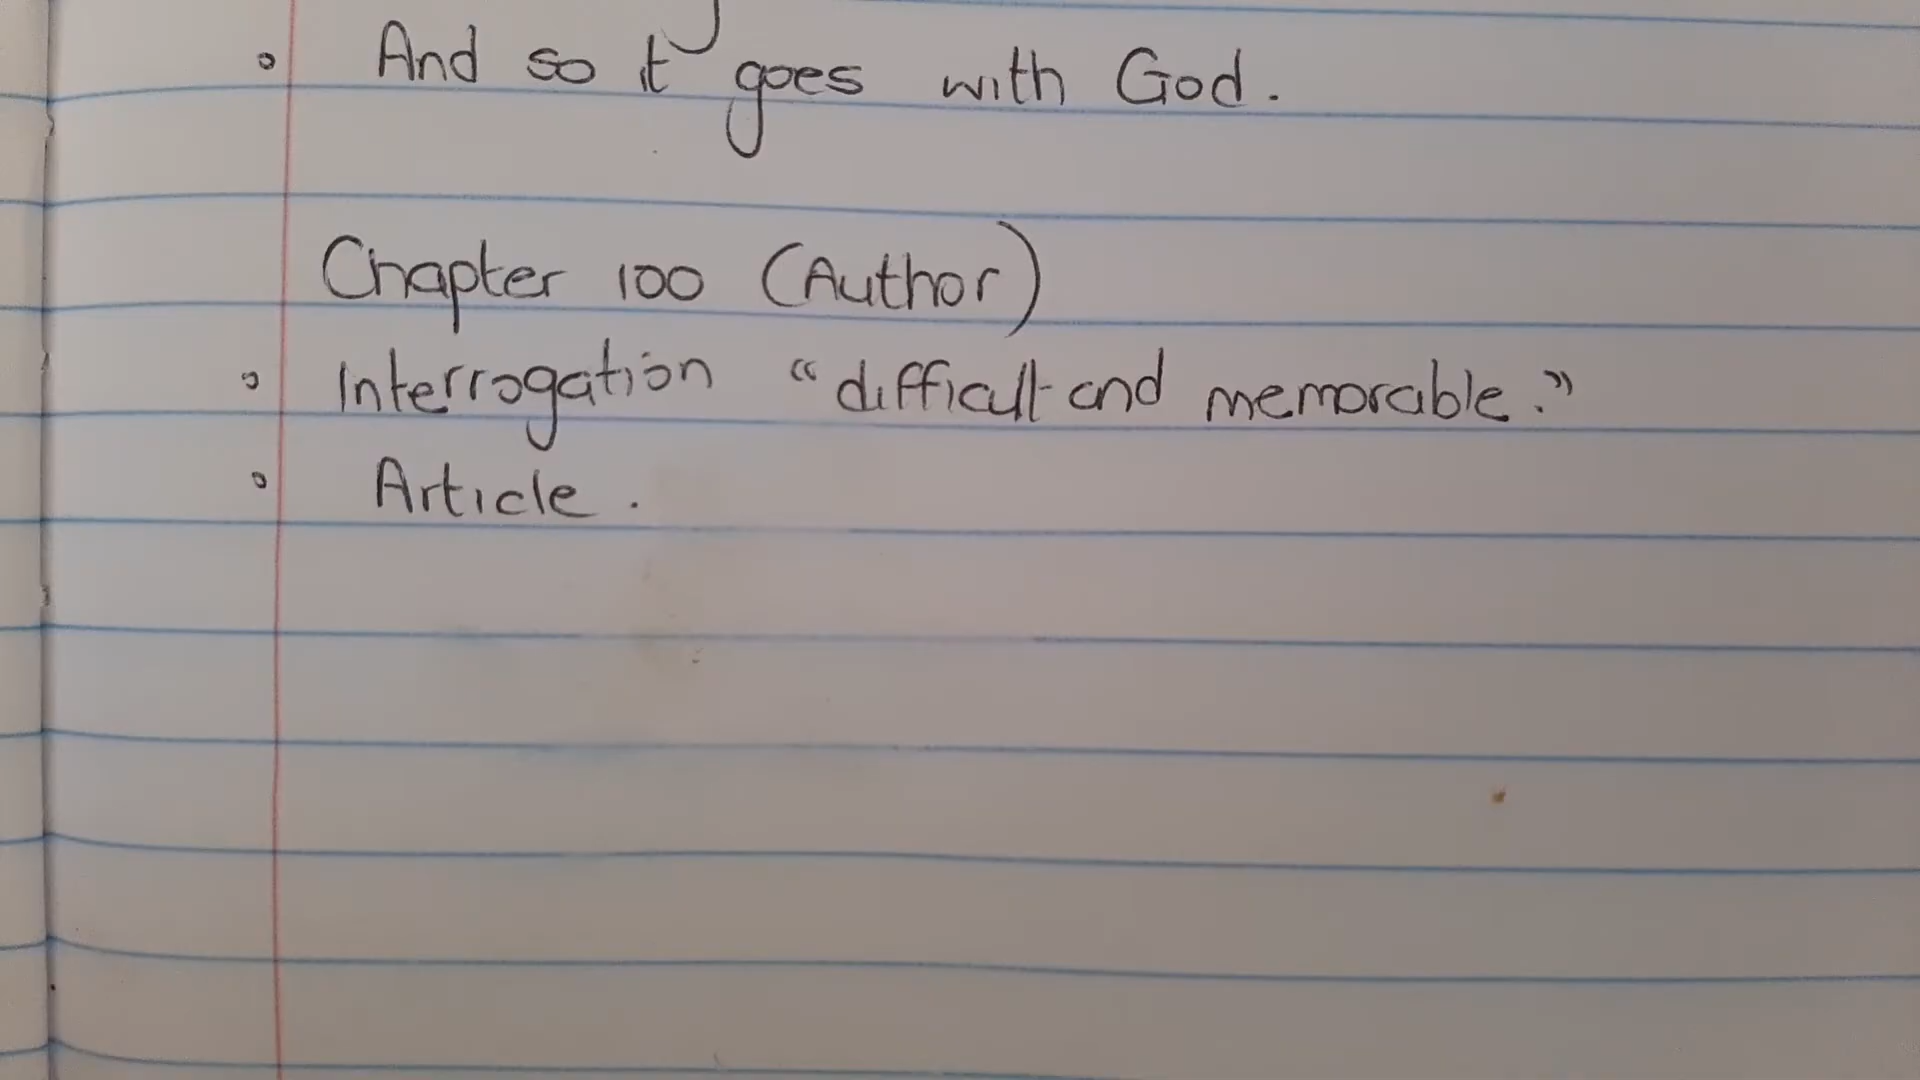 • And so it goes with God.
Chapter 100 (Author)
• Interrogation "difficult and memorable."
• Article.